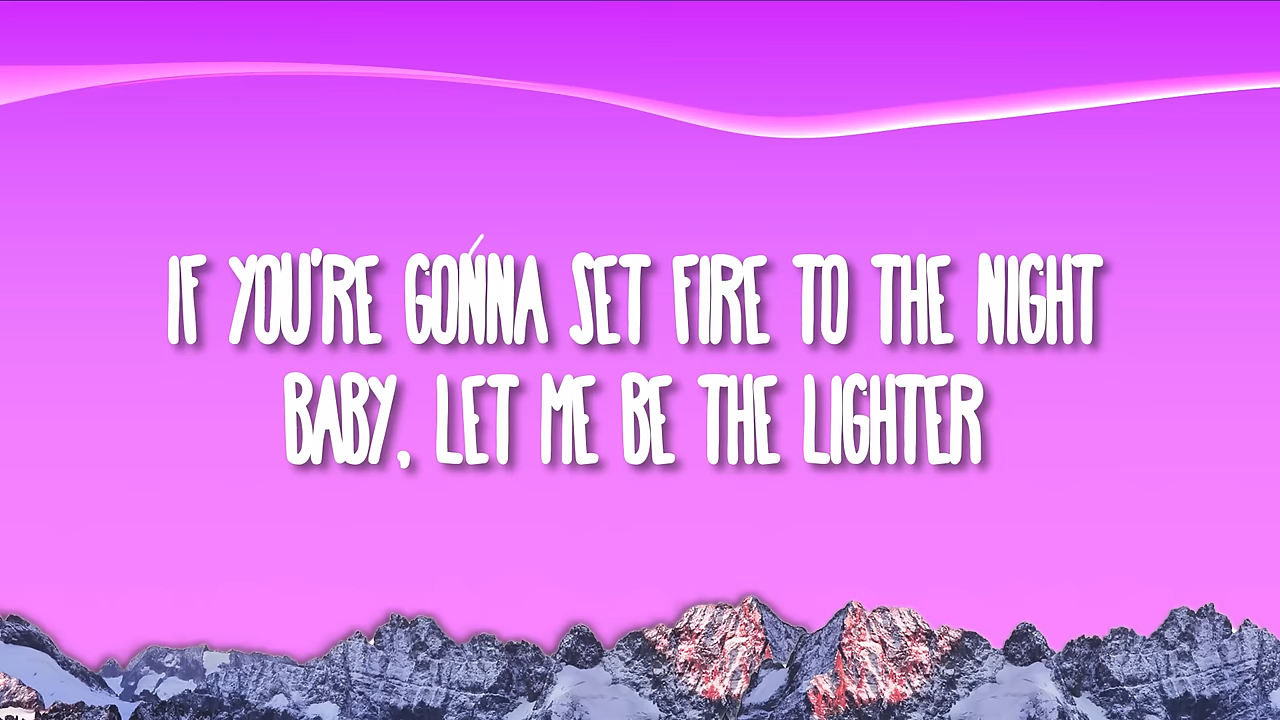 IF YOU'RE GONNA SET FIRE TO THE NIGHT
BABY, LET ME BE THE LIGHTER